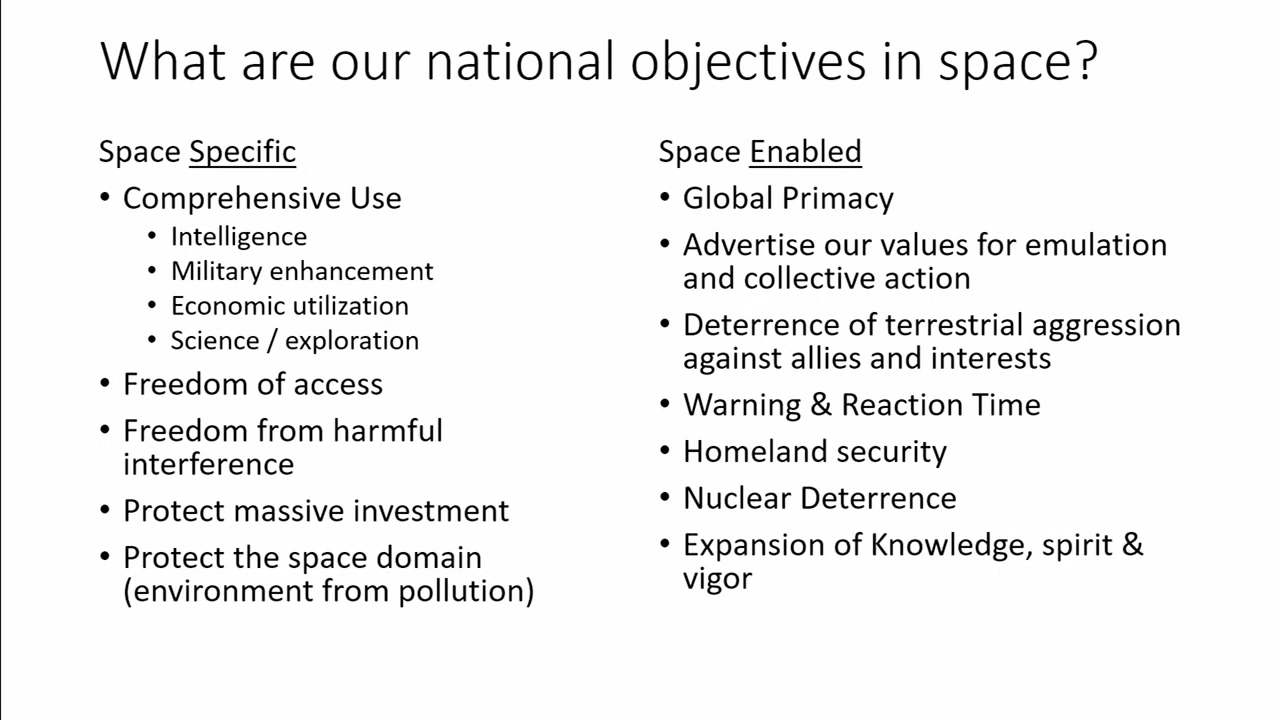 What are our national objectives in space?
Space Specific
• Comprehensive Use
• Intelligence
• Military enhancement
• Economic utilization
• Science / exploration
• Freedom of access
• Freedom from harmful
interference
• Protect massive investment
• Protect the space domain
(environment from pollution)
Space Enabled
• Global Primacy
• Advertise our values for emulation
and collective action
• Deterrence of terrestrial aggression
against allies and interests
• Warning & Reaction Time
• Homeland security
• Nuclear Deterrence
• Expansion of Knowledge, spirit &
vigor